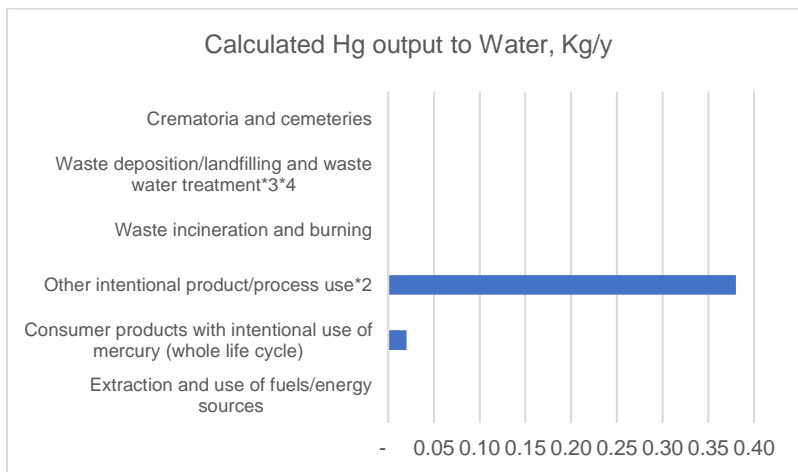 Calculated Hg output to Water, Kg/y
Crematoria and cemeteries
Waste deposition/landfilling and waste
water treatment*3*4
Waste incineration and burning
Other intentional product/process use*2
Consumer products with intentional use of
mercury (whole life cycle)
Extraction and use of fuels/energy
sources
- 0.05 0.10 0.15 0.20 0.25 0.30 0.35 0.40